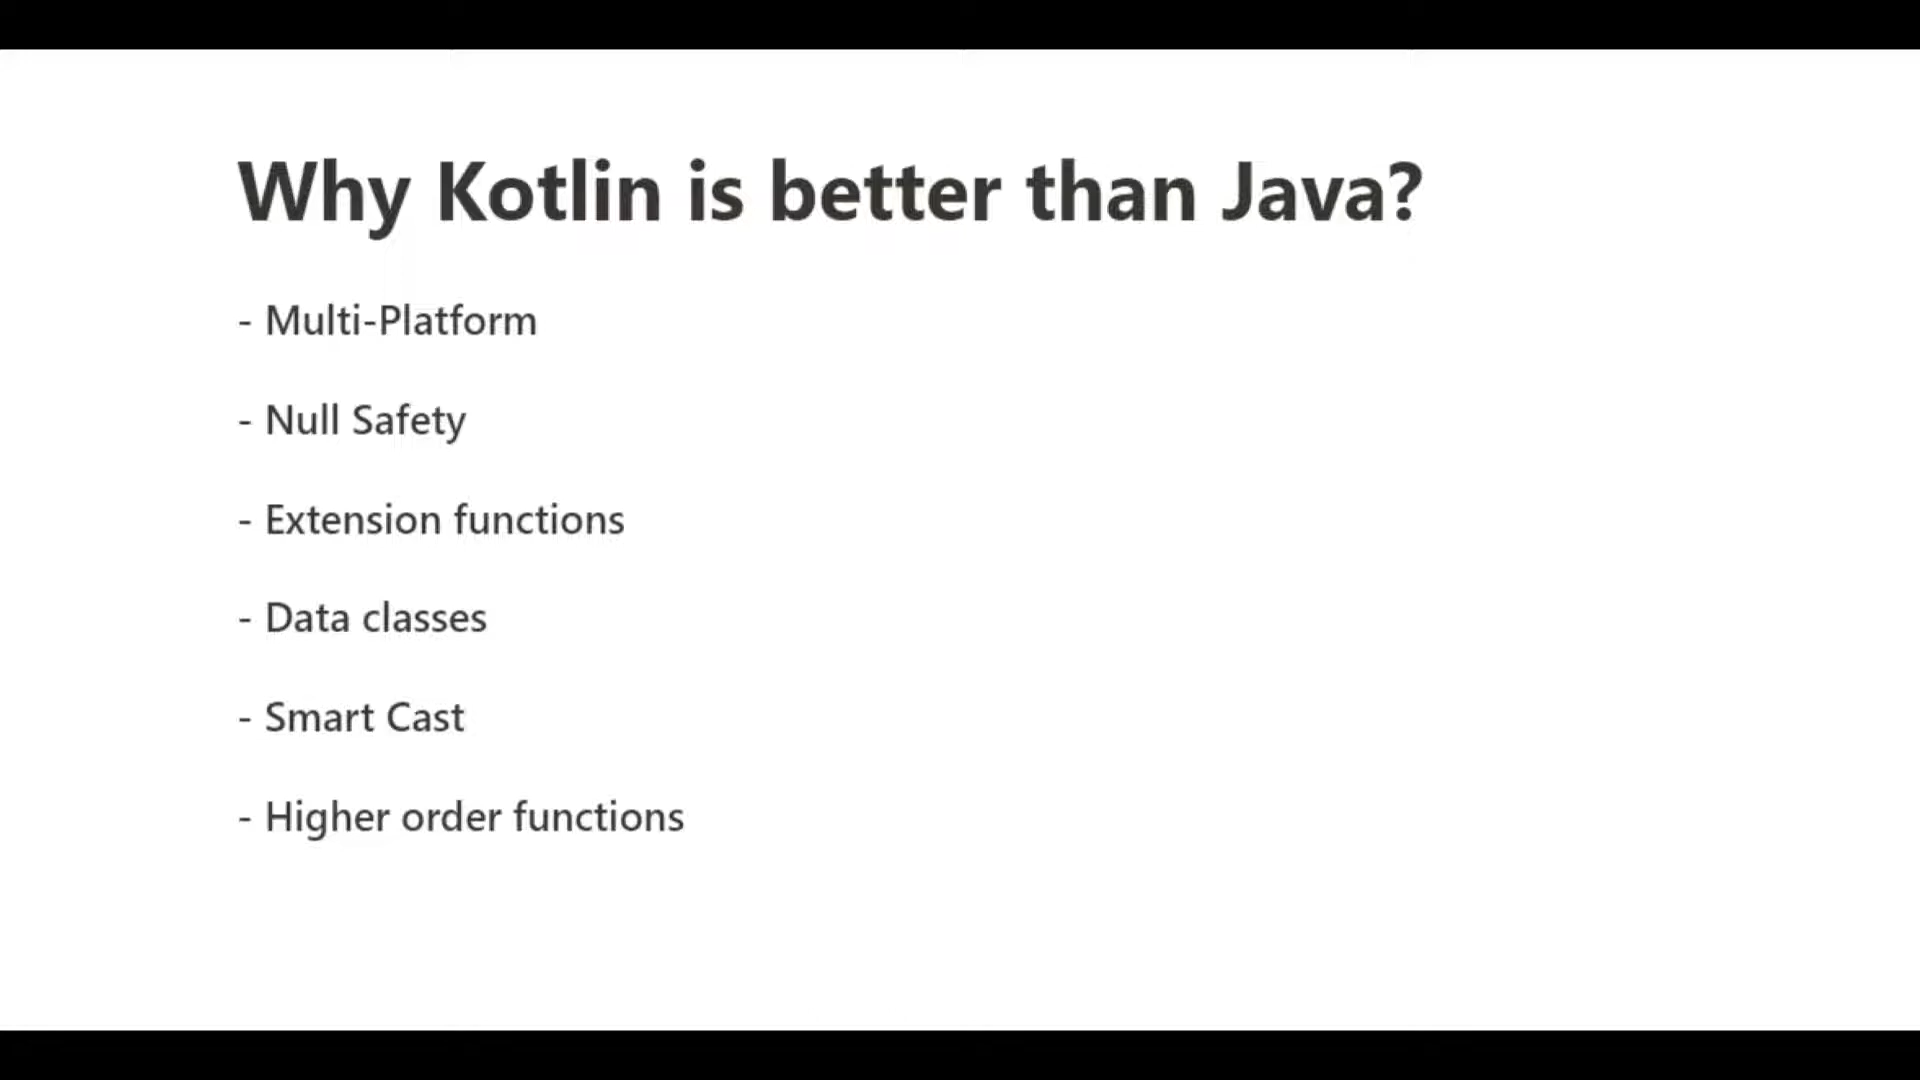 Why Kotlin is better than Java?
- Multi-Platform
- Null Safety
- Extension functions
- Data classes
- Smart Cast
- Higher order functions